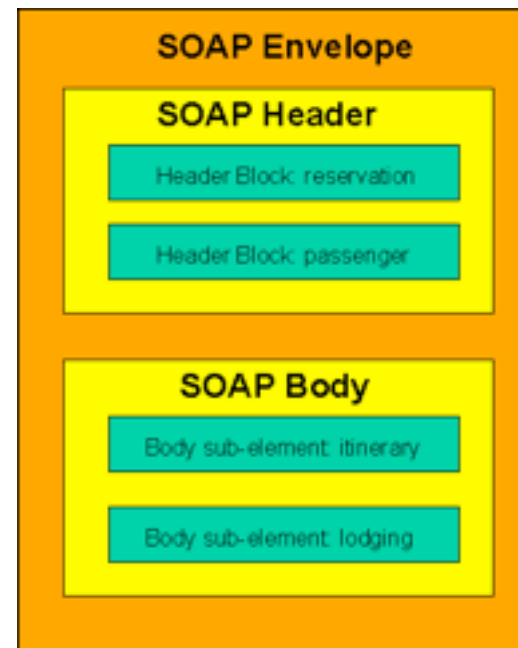 SOAP Envelope
SOAP Header
Header Block: reservation
Header Block: passenger
SOAP Body
Body sub-element: itinerary
Body sub-element: lodging